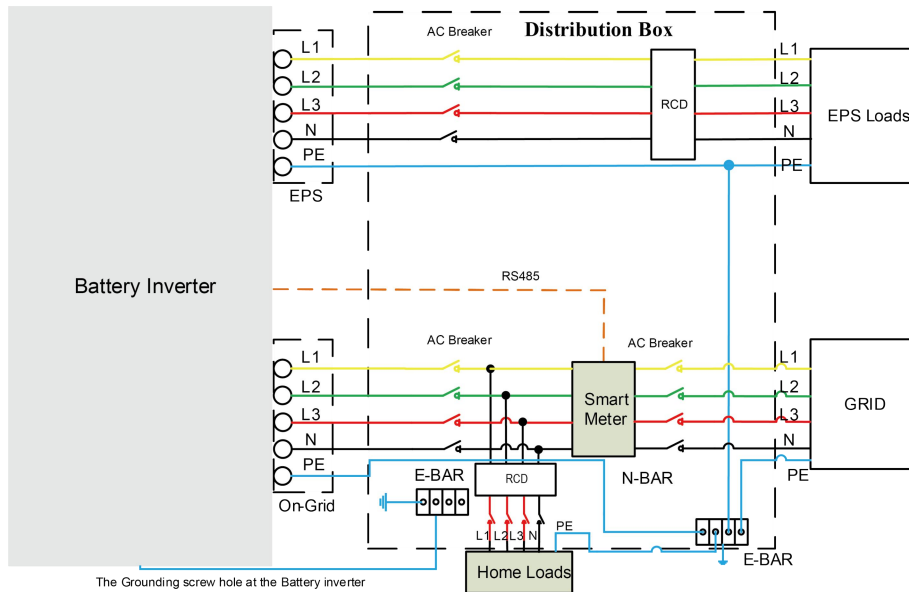 Distribution Box
AC Breaker
L1
L2
L3
N
PE
EPS
RCD
L1
L2
L3
N
PE
EPS Loads
Battery Inverter
RS485
AC Breaker
AC Breaker
L1
L2
L3
N
PE
On-Grid
Smart
Meter
L1
L2
L3
N
PE
GRID
E-BAR
RCD
N-BAR
L1
L2
L3
N
PE
E-BAR
Home Loads
The Grounding screw hole at the Battery inverter